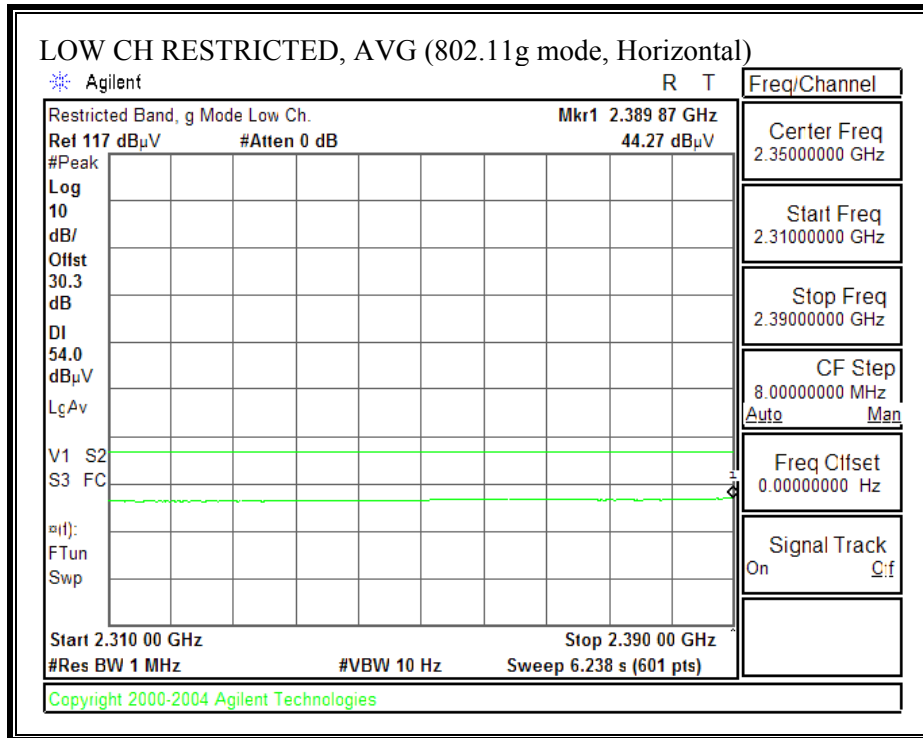 LOW CH RESTRICTED, AVG (802.11g mode, Horizontal)
Agilent R T
Restricted Band, g Mode Low Ch. Mkr1 2.389 87 GHz
Ref 117 dBµV #Atten 0 dB 44.27 dBµV
#Peak
Log
10
dB/
Offst
30.3
dB
DI
54.0
dBµV
LgAv
V1 S2
S3 FC
¤(f):
FTun
Swp
1
Start 2.310 00 GHz Stop 2.390 00 GHz
#Res BW 1 MHz #VBW 10 Hz Sweep 6.238 s (601 pts)
Copyright 2000-2004 Agilent Technologies
Freq/Channel
Center Freq
2.35000000 GHz
Start Freq
2.31000000 GHz
Stop Freq
2.39000000 GHz
CF Step
8.00000000 MHz
Auto Man
Freq Offset
0.00000000 Hz
Signal Track
On Off